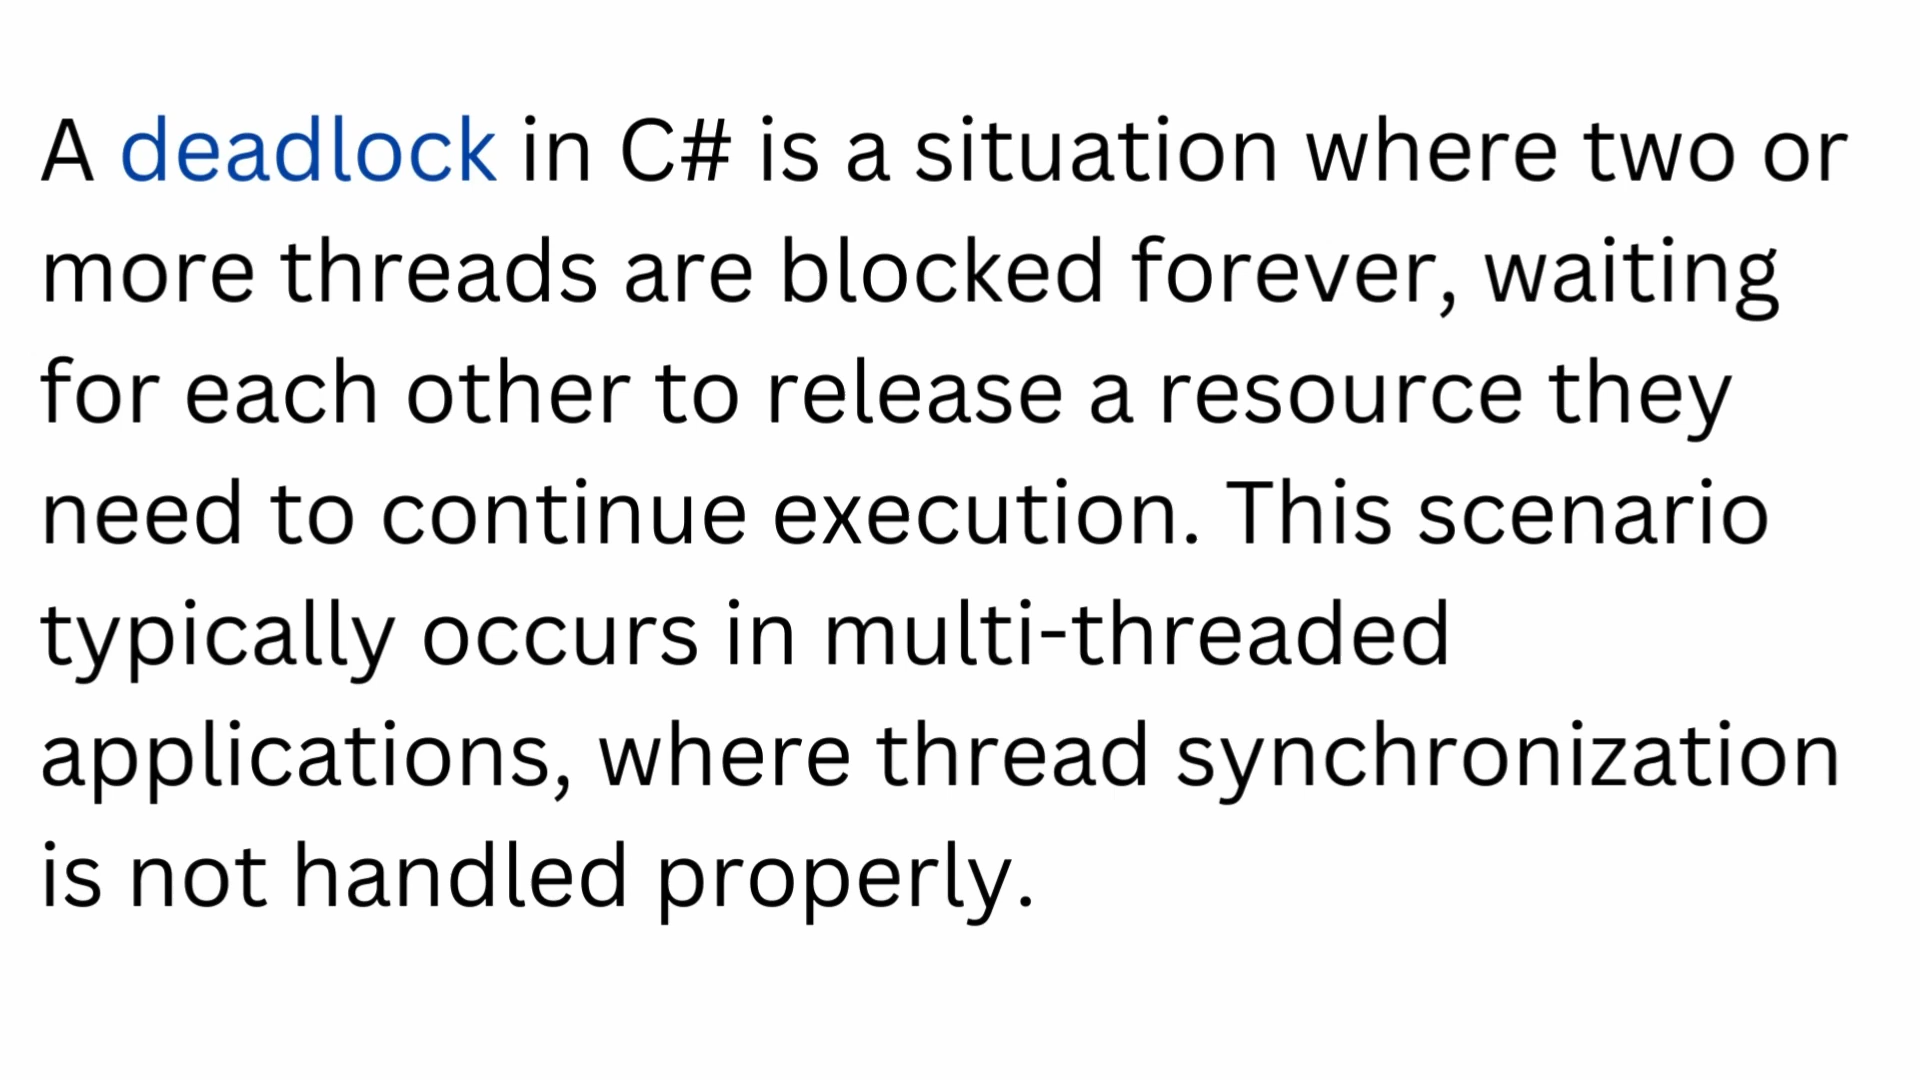 A deadlock in C# is a situation where two or
more threads are blocked forever, waiting
for each other to release a resource they
need to continue execution. This scenario
typically occurs in multi-threaded
applications, where thread synchronization
is not handled properly.